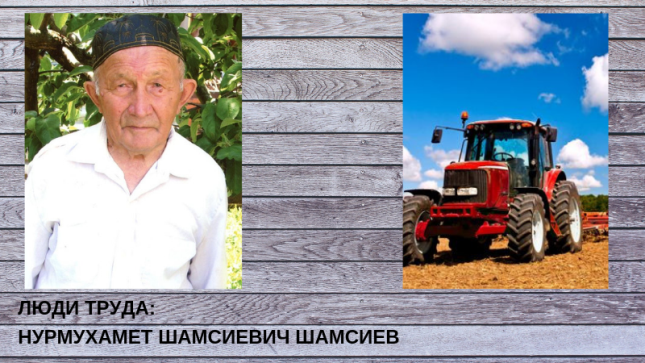 ЛЮДИ ТРУДА:
НУРМУХАМЕТ ШАМСИЕВИЧ ШАМСИЕВ